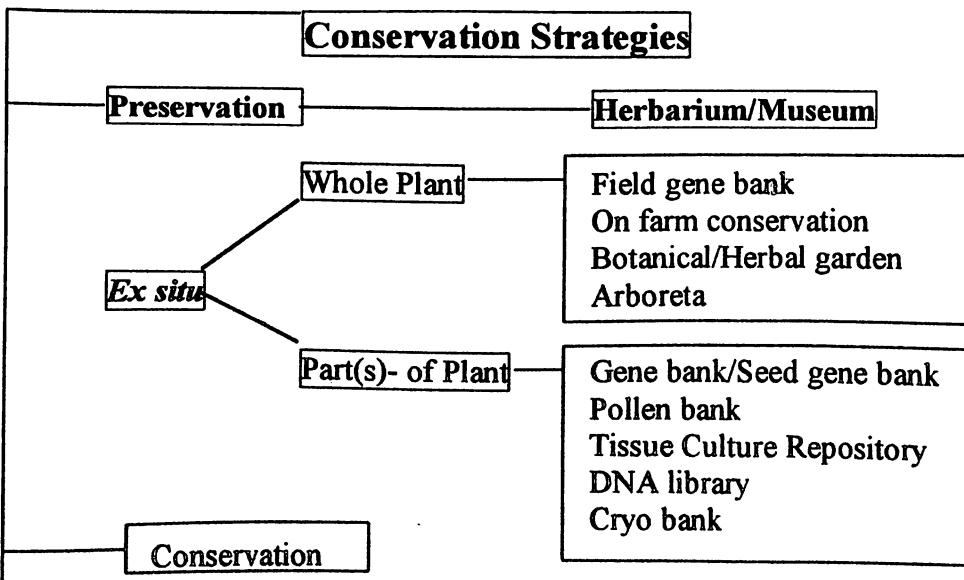 Conservation Strategies
Preservation
Herbarium/Museum
Whole Plant
Field gene bank
On farm conservation
Botanical/Herbal garden
Arboreta
Ex situ
Part(s)- of Plant
Gene bank/Seed gene bank
Pollen bank
Tissue Culture Repository
DNA library
Cryo bank
Conservation